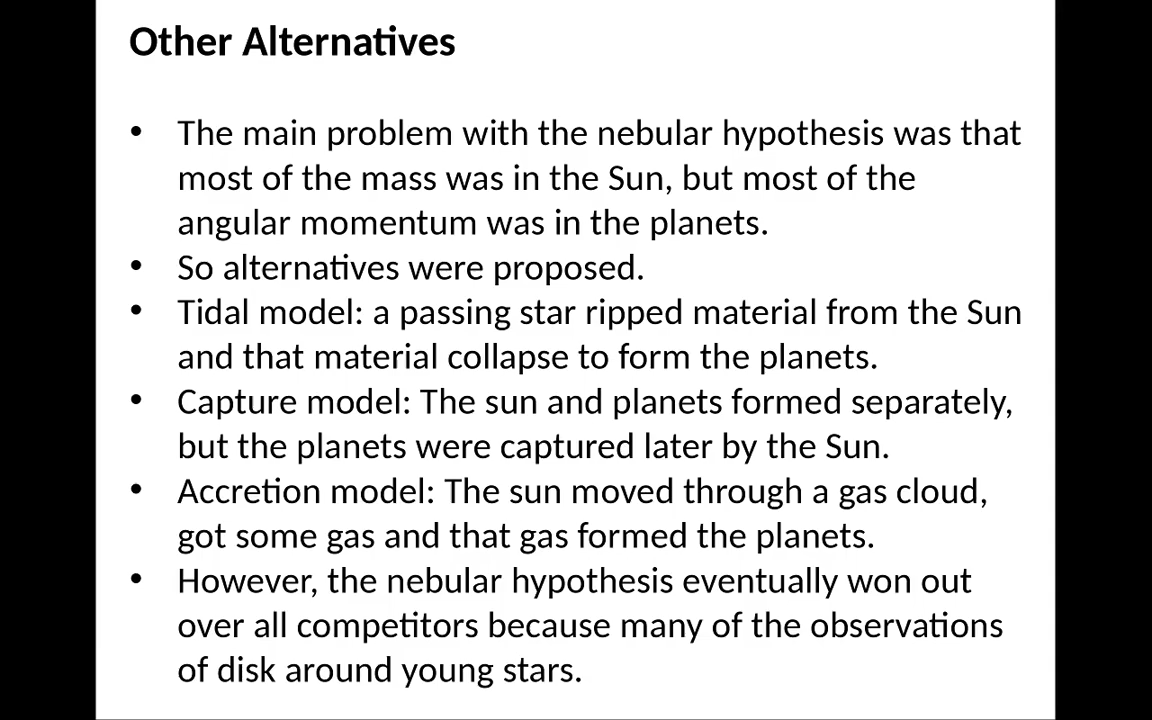 Other Alternatives
• The main problem with the nebular hypothesis was that
most of the mass was in the Sun, but most of the
angular momentum was in the planets.
• So alternatives were proposed.
• Tidal model: a passing star ripped material from the Sun
and that material collapse to form the planets.
• Capture model: The sun and planets formed separately,
but the planets were captured later by the Sun.
• Accretion model: The sun moved through a gas cloud,
got some gas and that gas formed the planets.
• However, the nebular hypothesis eventually won out
over all competitors because many of the observations
of disk around young stars.